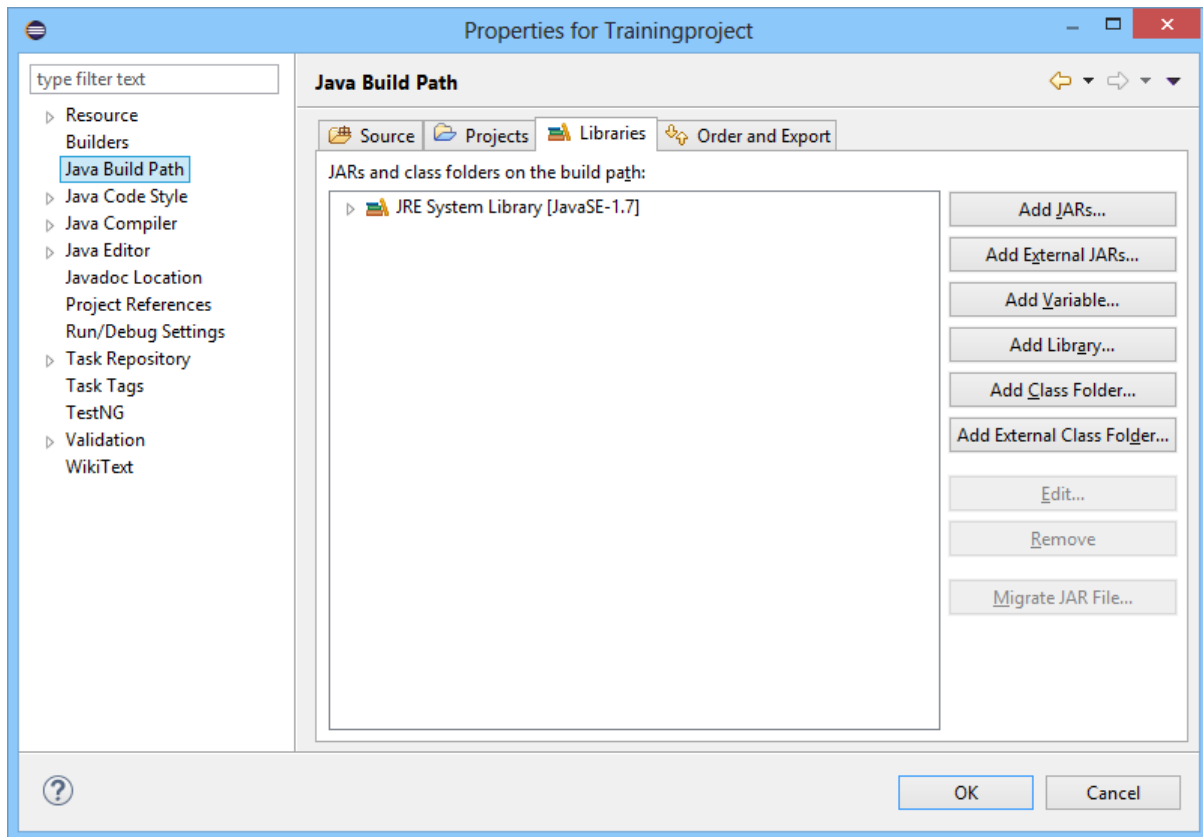 Properties for Trainingproject
type filter text
Resource
Builders
Java Build Path
Java Code Style
Java Compiler
Java Editor
Javadoc Location
Project References
Run/Debug Settings
Task Repository
Task Tags
TestNG
Validation
WikiText
Java Build Path
Source Projects Libraries Order and Export
JARs and class folders on the build path:
JRE System Library [JavaSE-1.7]
Add JARs...
Add External JARs...
Add Variable...
Add Library...
Add Class Folder...
Add External Class Folder...
Edit...
Remove
Migrate JAR File...
?
OK Cancel